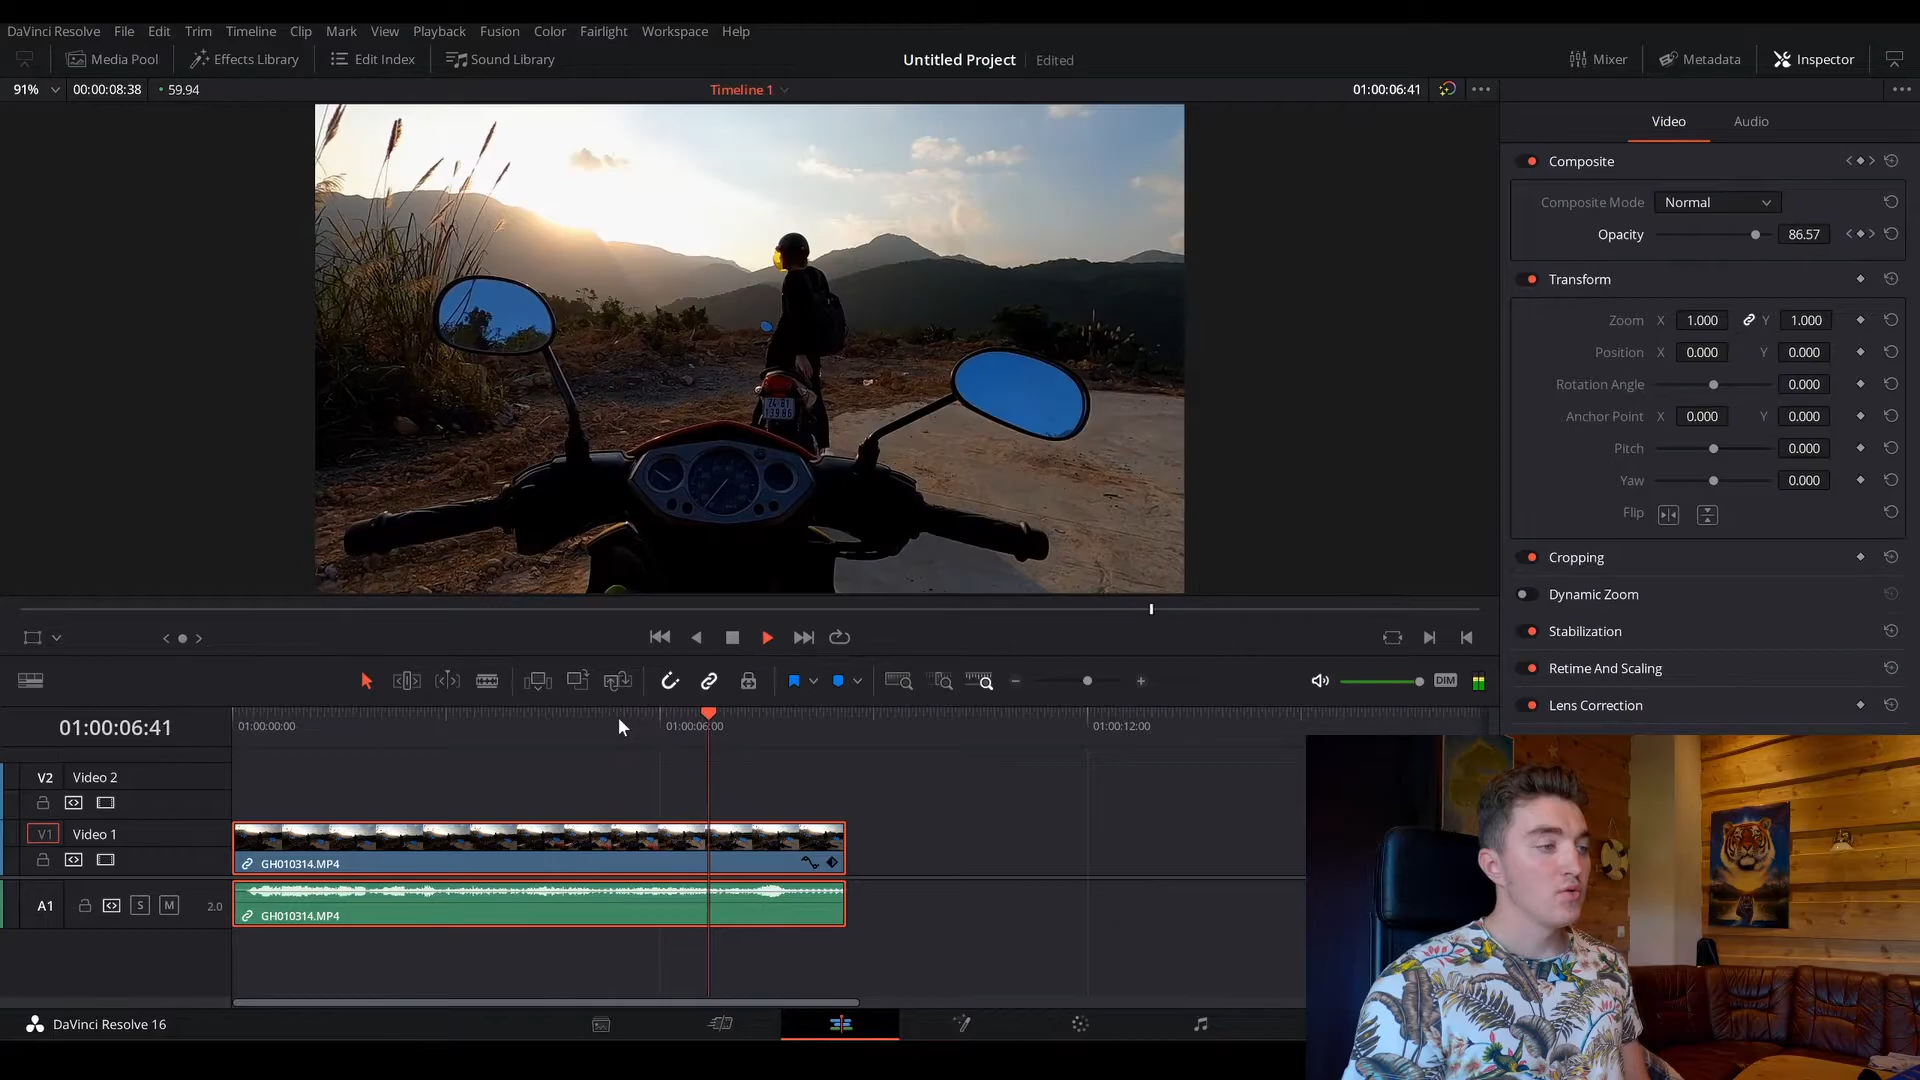 DaVinci Resolve File Edit Trim Timeline Clip Mark View Playback Fusion Color Fairlight Workspace Help
Media Pool Effects Library Edit Index Sound Library Untitled Project Edited Mixer Metadata Inspector
91% 00:00:08:38 59.94 Timeline 1 01:00:06:41
Video Audio
Composite
Composite Mode Normal
Opacity 86.57
Transform
Zoom X 1.000 Y 1.000
Position X 0.000 Y 0.000
Rotation Angle 0.000
Anchor Point X 0.000 Y 0.000
Pitch 0.000
Yaw 0.000
Flip
Cropping
Dynamic Zoom
Stabilization
Retime And Scaling
Lens Correction
DIM
01:00:06:41 01:00:00:00 01:00:06:00 01:00:12:00
V2 Video 2
V1 Video 1
GH010314.MP4
A1 S M 2.0
GH010314.MP4
DaVinci Resolve 16